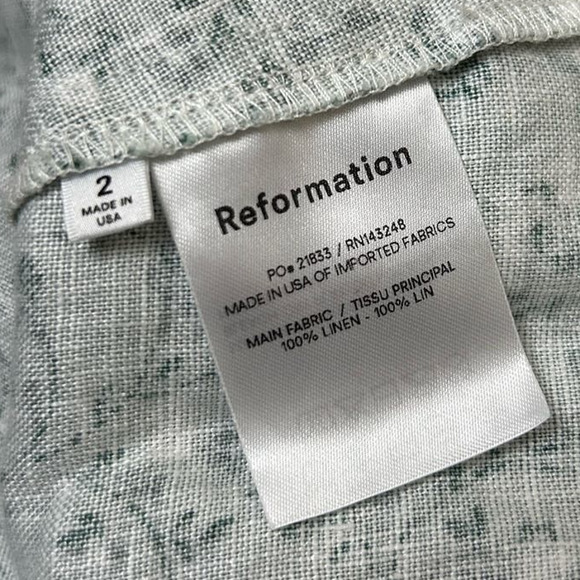 2
MADE IN
USA
Reformation
PO# 21833 / RN143248
MADE IN USA OF IMPORTED FABRICS
MAIN FABRIC / TISSU PRINCIPAL
100% LINEN - 100% LIN